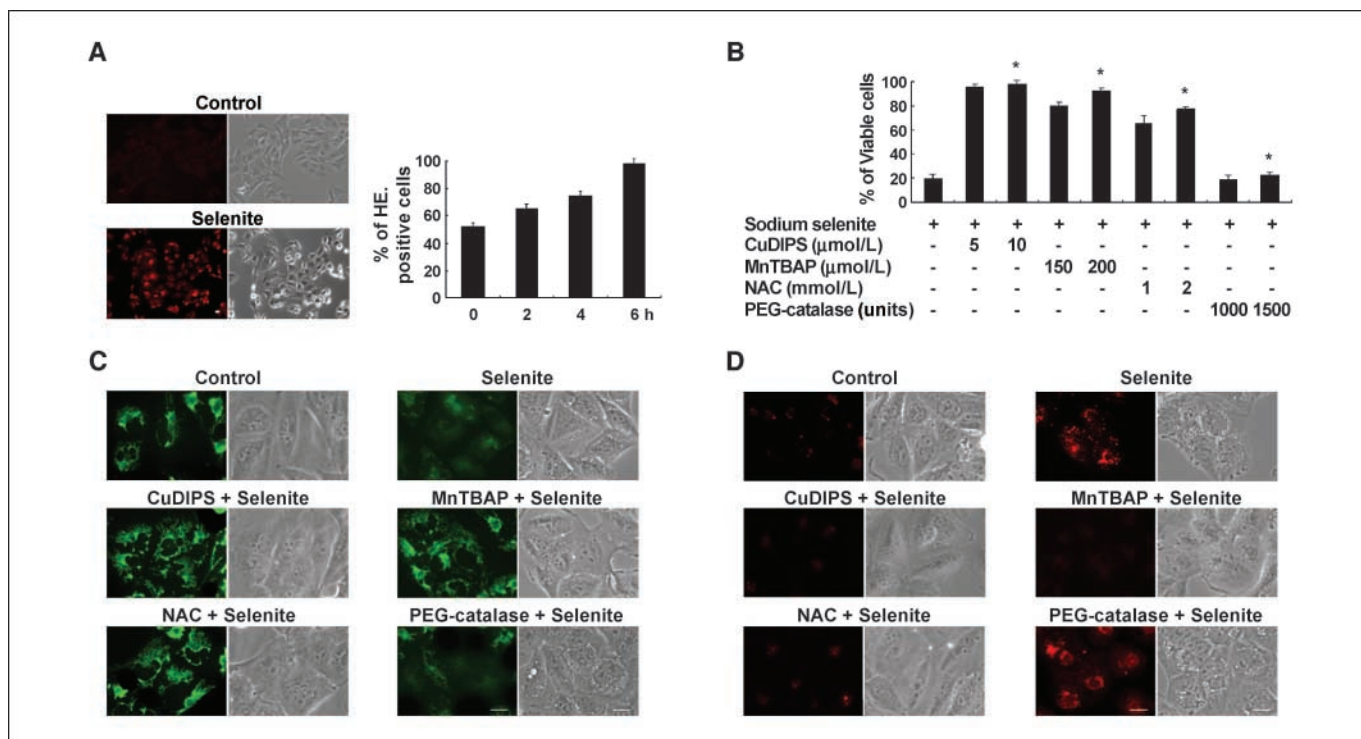 A
Control
Selenite
% of HE.
positive cells
100
80
60
40
20
0
0 2 4 6 h
B
% of Viable cells
100
80
60
40
20
0
* * * *
Sodium selenite + + + + + + + + +
CuDIPS (μmol/L) - 5 10 - - - - - -
MnTBAP (μmol/L) - - - 150 200 - - - -
NAC (mmol/L) - - - - - 1 2 - -
PEG-catalase (units) - - - - - - - 1000 1500
C
Control Selenite
CuDIPS + Selenite MnTBAP + Selenite
NAC + Selenite PEG-catalase + Selenite
D
Control Selenite
CuDIPS + Selenite MnTBAP + Selenite
NAC + Selenite PEG-catalase + Selenite